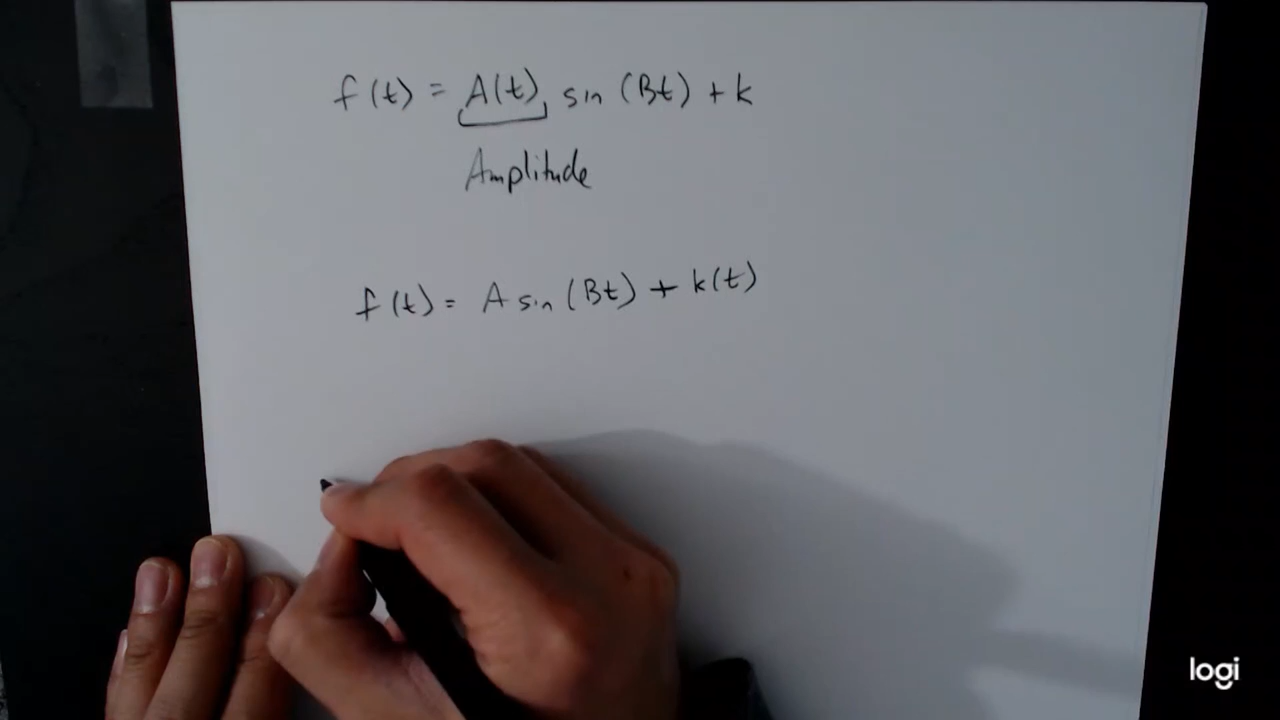 f(t) = A(t) sin (Bt) + k
Amplitude
f(t) = A sin (Bt) + k(t)
logi